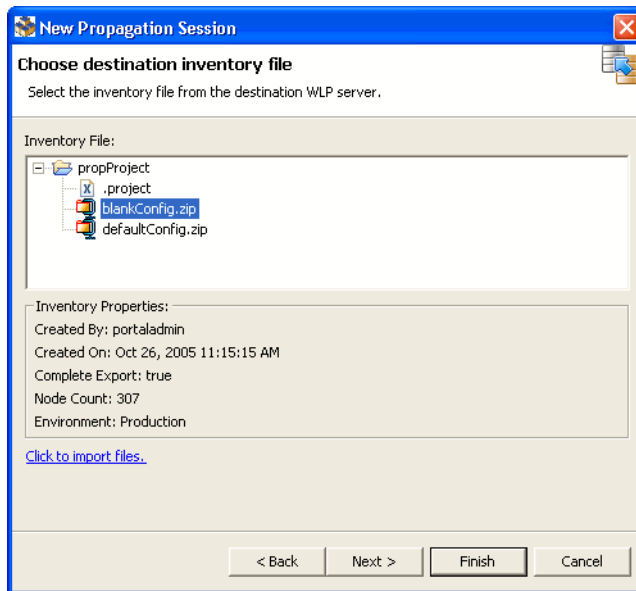 New Propagation Session
Choose destination inventory file
Select the inventory file from the destination WLP server.
Inventory File:
propProject
.project
blankConfig.zip
defaultConfig.zip
Inventory Properties:
Created By: portaladmin
Created On: Oct 26, 2005 11:15:15 AM
Complete Export: true
Node Count: 307
Environment: Production
Click to import files.
< Back Next > Finish Cancel